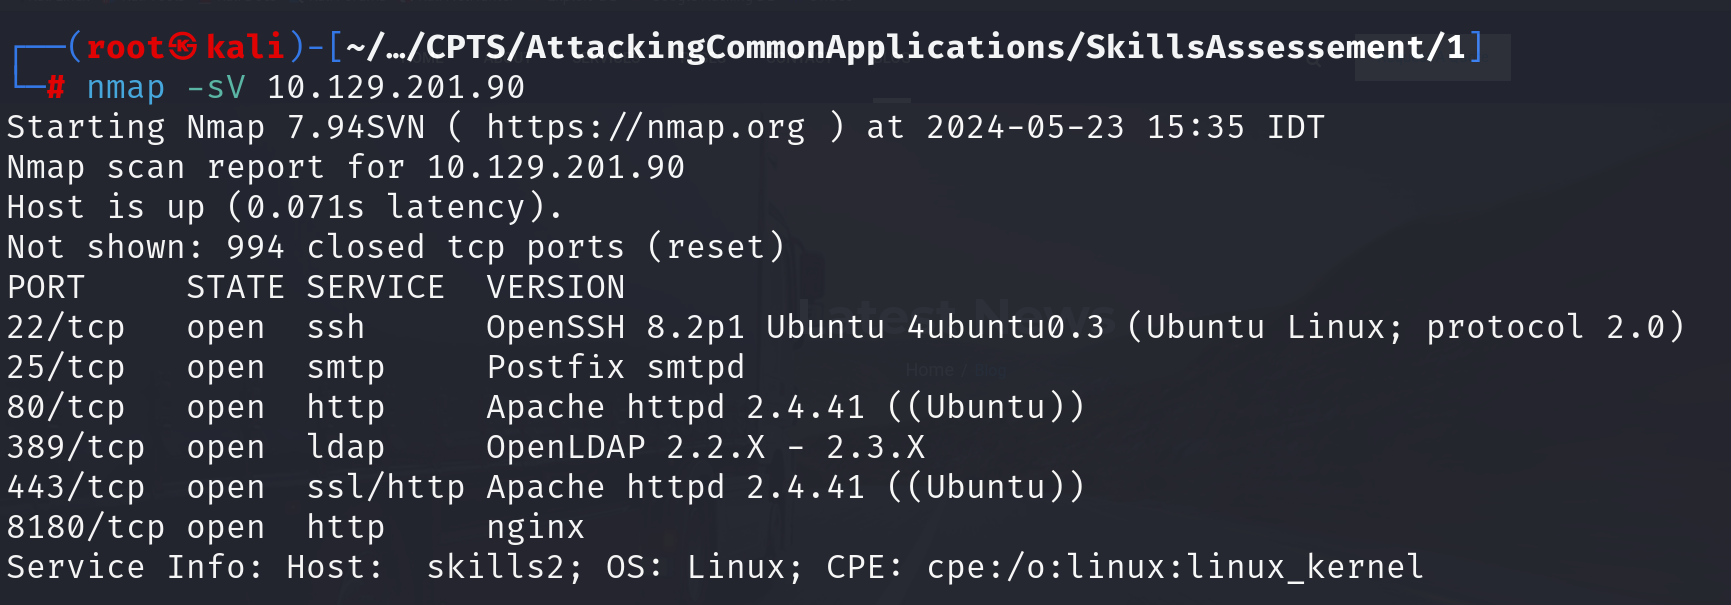 ┌──(root㉿kali)-[~/…/CPTS/AttackingCommonApplications/SkillsAssessement/1]
└─# nmap -sV 10.129.201.90
Starting Nmap 7.94SVN ( https://nmap.org ) at 2024-05-23 15:35 IDT
Nmap scan report for 10.129.201.90
Host is up (0.071s latency).
Not shown: 994 closed tcp ports (reset)
PORT     STATE SERVICE  VERSION
22/tcp   open  ssh      OpenSSH 8.2p1 Ubuntu 4ubuntu0.3 (Ubuntu Linux; protocol 2.0)
25/tcp   open  smtp     Postfix smtpd
80/tcp   open  http     Apache httpd 2.4.41 ((Ubuntu))
Latest News
Home / Blog
389/tcp  open  ldap     OpenLDAP 2.2.X - 2.3.X
443/tcp  open  ssl/http Apache httpd 2.4.41 ((Ubuntu))
8180/tcp open  http     nginx
Service Info: Host:  skills2; OS: Linux; CPE: cpe:/o:linux:linux_kernel